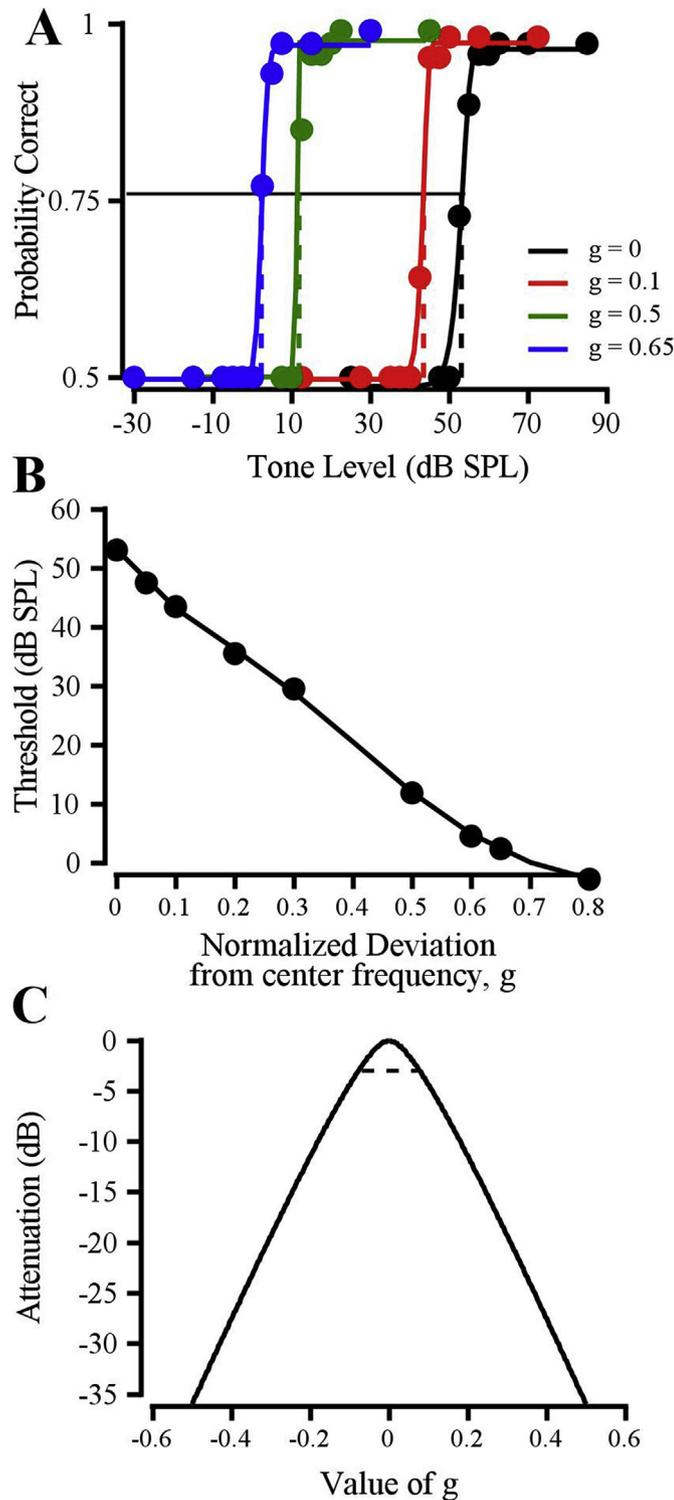 A
Probability Correct
1
0.75
0.5
g = 0
g = 0.1
g = 0.5
g = 0.65
-30 -10 10 30 50 70 90
Tone Level (dB SPL)
B
Threshold (dB SPL)
60
50
40
30
20
10
0
0 0.1 0.2 0.3 0.4 0.5 0.6 0.7 0.8
Normalized Deviation
from center frequency, g
C
Attenuation (dB)
0
-5
-10
-15
-20
-25
-30
-35
-0.6 -0.4 -0.2 0 0.2 0.4 0.6
Value of g